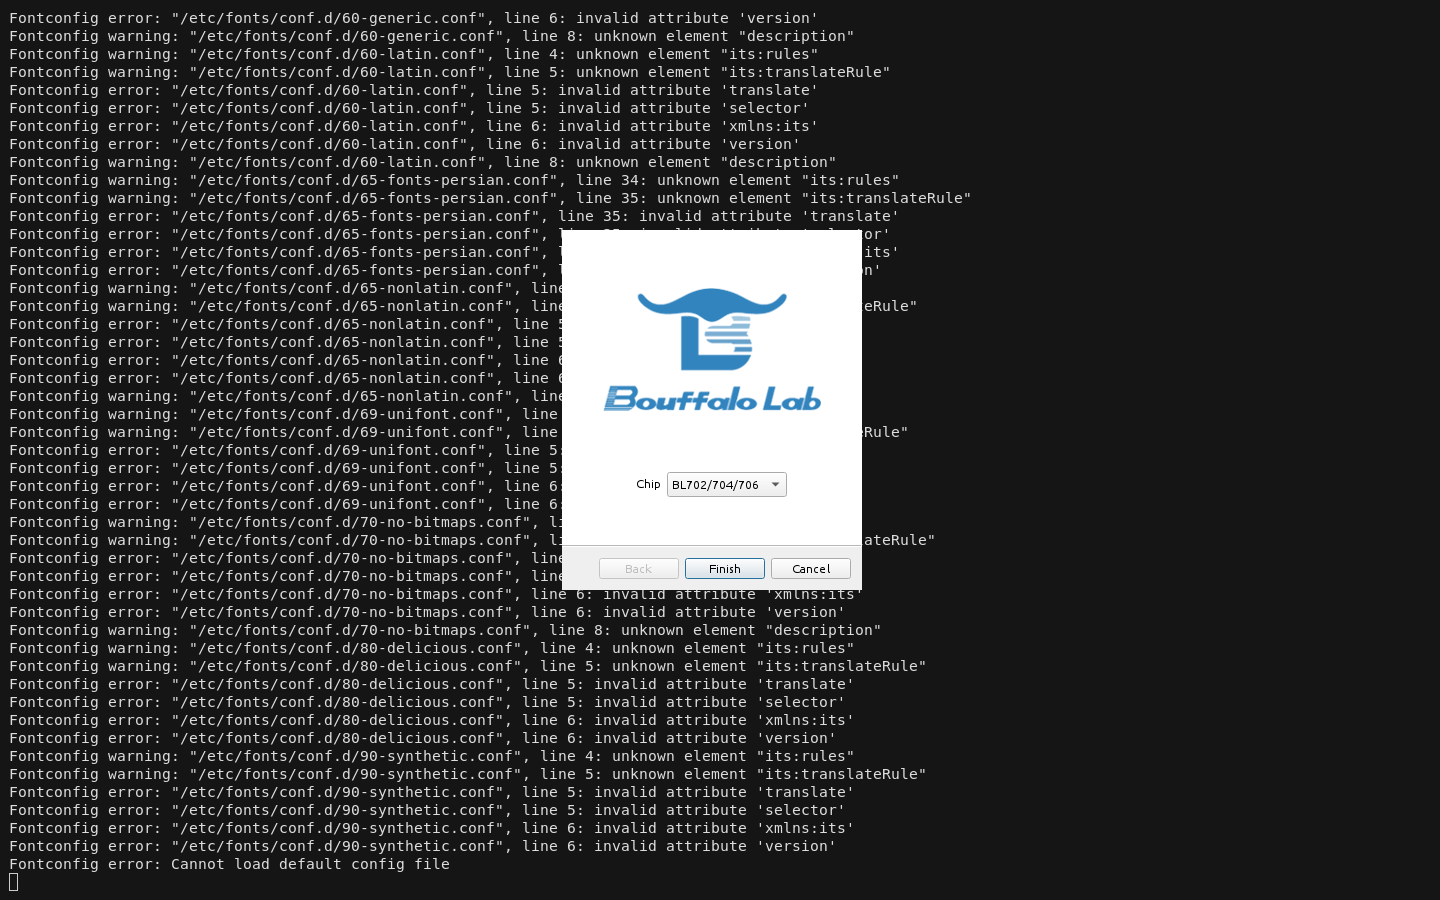 Fontconfig error: "/etc/fonts/conf.d/60-generic.conf", line 6: invalid attribute 'version'
Fontconfig warning: "/etc/fonts/conf.d/60-generic.conf", line 8: unknown element "description"
Fontconfig warning: "/etc/fonts/conf.d/60-latin.conf", line 4: unknown element "its:rules"
Fontconfig warning: "/etc/fonts/conf.d/60-latin.conf", line 5: unknown element "its:translateRule"
Fontconfig error: "/etc/fonts/conf.d/60-latin.conf", line 5: invalid attribute 'translate'
Fontconfig error: "/etc/fonts/conf.d/60-latin.conf", line 5: invalid attribute 'selector'
Fontconfig error: "/etc/fonts/conf.d/60-latin.conf", line 6: invalid attribute 'xmlns:its'
Fontconfig error: "/etc/fonts/conf.d/60-latin.conf", line 6: invalid attribute 'version'
Fontconfig warning: "/etc/fonts/conf.d/60-latin.conf", line 8: unknown element "description"
Fontconfig warning: "/etc/fonts/conf.d/65-fonts-persian.conf", line 34: unknown element "its:rules"
Fontconfig warning: "/etc/fonts/conf.d/65-fonts-persian.conf", line 35: unknown element "its:translateRule"
Fontconfig error: "/etc/fonts/conf.d/65-fonts-persian.conf", line 35: invalid attribute 'translate'
Fontconfig error: "/etc/fonts/conf.d/65-fonts-persian.conf",
Fontconfig error: "/etc/fonts/conf.d/65-fonts-persian.conf", its'
Fontconfig error: "/etc/fonts/conf.d/65-fonts-persian.conf",
Fontconfig warning: "/etc/fonts/conf.d/65-nonlatin.conf", line
Fontconfig warning: "/etc/fonts/conf.d/65-nonlatin.conf", line ateRule"
Fontconfig error: "/etc/fonts/conf.d/65-nonlatin.conf", line 5
Fontconfig error: "/etc/fonts/conf.d/65-nonlatin.conf", line 5
Fontconfig error: "/etc/fonts/conf.d/65-nonlatin.conf", line 6
Fontconfig error: "/etc/fonts/conf.d/65-nonlatin.conf", line 6
Fontconfig warning: "/etc/fonts/conf.d/65-nonlatin.conf", line
Fontconfig warning: "/etc/fonts/conf.d/69-unifont.conf", line
Fontconfig warning: "/etc/fonts/conf.d/69-unifont.conf", line eRule"
Fontconfig error: "/etc/fonts/conf.d/69-unifont.conf", line 5:
Fontconfig error: "/etc/fonts/conf.d/69-unifont.conf", line 5:
Fontconfig error: "/etc/fonts/conf.d/69-unifont.conf", line 6:
Fontconfig error: "/etc/fonts/conf.d/69-unifont.conf", line 6:
Fontconfig warning: "/etc/fonts/conf.d/70-no-bitmaps.conf",
Fontconfig warning: "/etc/fonts/conf.d/70-no-bitmaps.conf", lateRule"
Fontconfig error: "/etc/fonts/conf.d/70-no-bitmaps.conf", line
Fontconfig error: "/etc/fonts/conf.d/70-no-bitmaps.conf", line
Fontconfig error: "/etc/fonts/conf.d/70-no-bitmaps.conf", line 6: invalid attribute 'xmlns:its'
Fontconfig error: "/etc/fonts/conf.d/70-no-bitmaps.conf", line 6: invalid attribute 'version'
Fontconfig warning: "/etc/fonts/conf.d/70-no-bitmaps.conf", line 8: unknown element "description"
Fontconfig warning: "/etc/fonts/conf.d/80-delicious.conf", line 4: unknown element "its:rules"
Fontconfig warning: "/etc/fonts/conf.d/80-delicious.conf", line 5: unknown element "its:translateRule"
Fontconfig error: "/etc/fonts/conf.d/80-delicious.conf", line 5: invalid attribute 'translate'
Fontconfig error: "/etc/fonts/conf.d/80-delicious.conf", line 5: invalid attribute 'selector'
Fontconfig error: "/etc/fonts/conf.d/80-delicious.conf", line 6: invalid attribute 'xmlns:its'
Fontconfig error: "/etc/fonts/conf.d/80-delicious.conf", line 6: invalid attribute 'version'
Fontconfig warning: "/etc/fonts/conf.d/90-synthetic.conf", line 4: unknown element "its:rules"
Fontconfig warning: "/etc/fonts/conf.d/90-synthetic.conf", line 5: unknown element "its:translateRule"
Fontconfig error: "/etc/fonts/conf.d/90-synthetic.conf", line 5: invalid attribute 'translate'
Fontconfig error: "/etc/fonts/conf.d/90-synthetic.conf", line 5: invalid attribute 'selector'
Fontconfig error: "/etc/fonts/conf.d/90-synthetic.conf", line 6: invalid attribute 'xmlns:its'
Fontconfig error: "/etc/fonts/conf.d/90-synthetic.conf", line 6: invalid attribute 'version'
Fontconfig error: Cannot load default config file
Bouffalo Lab
Chip BL702/704/706
Back Finish Cancel